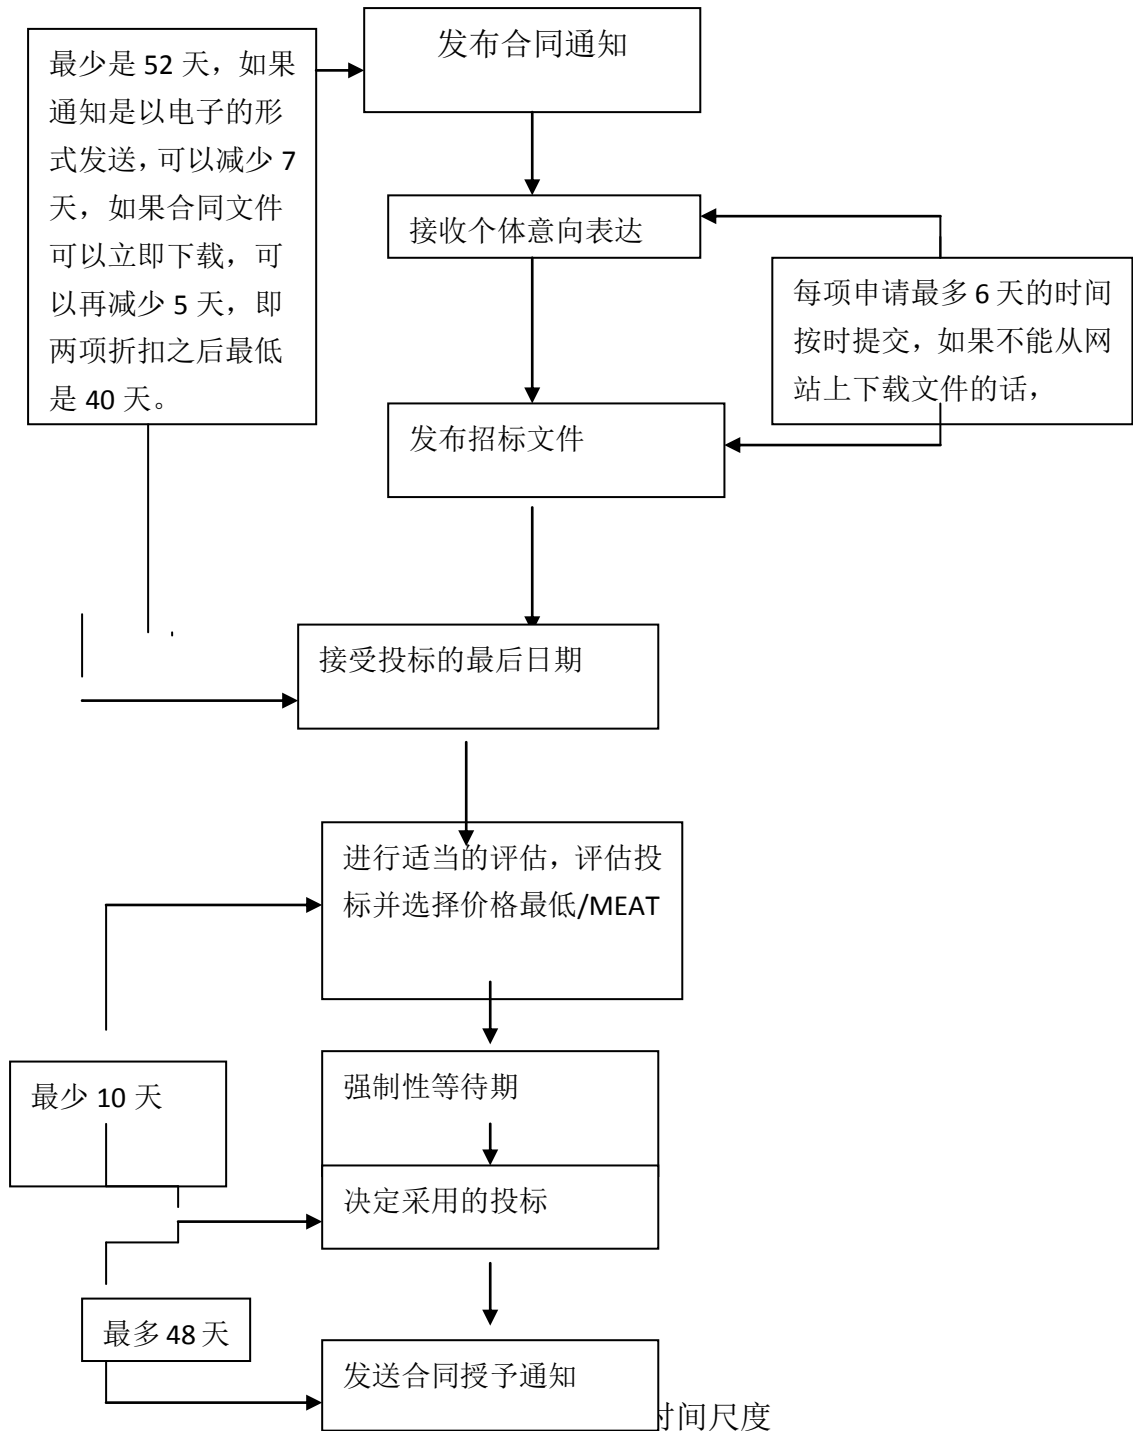 发布合同通知
最少是 52 天，如果
通知是以电子的形
式发送，可以减少 7
天，如果合同文件
可以立即下载，可
以再减少 5 天，即
两项折扣之后最低
是 40 天。
接收个体意向表达
每项申请最多 6 天的时间
按时提交，如果不能从网
站上下载文件的话，
发布招标文件
接受投标的最后日期
进行适当的评估，评估投
标并选择价格最低/MEAT
最少 10 天
强制性等待期
决定采用的投标
最多 48 天
发送合同授予通知
时间尺度